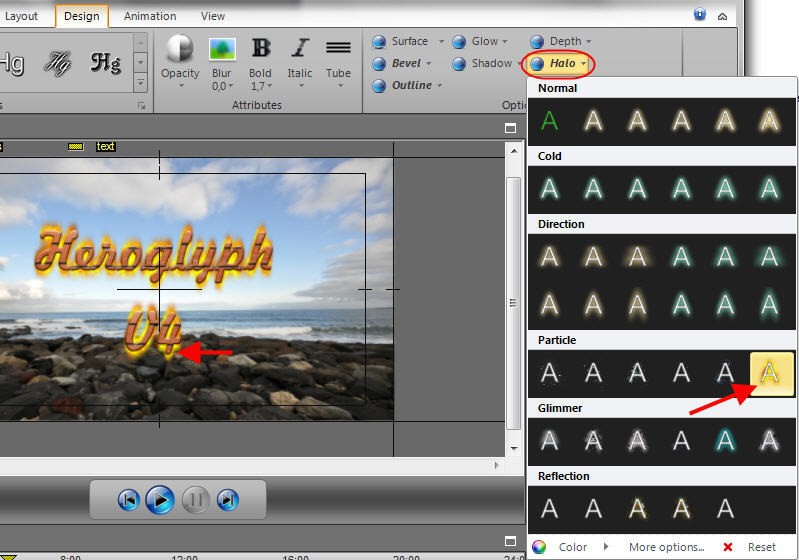 Layout Design Animation View
Hg Hg Hg
Opacity Blur Bold Italic Tube
0,0 1,7
Surface Glow Depth
Bevel Shadow Halo
Outline
Attributes
text
Heroglyph
V4
Normal
A A A A A A
Cold
A A A A A A
Direction
A A A A A A
A A A A A A
Particle
A A A A A A
Glimmer
A A A A A A
Reflection
A A A A A
Color More options... Reset
8:00 12:00 16:00 20:00